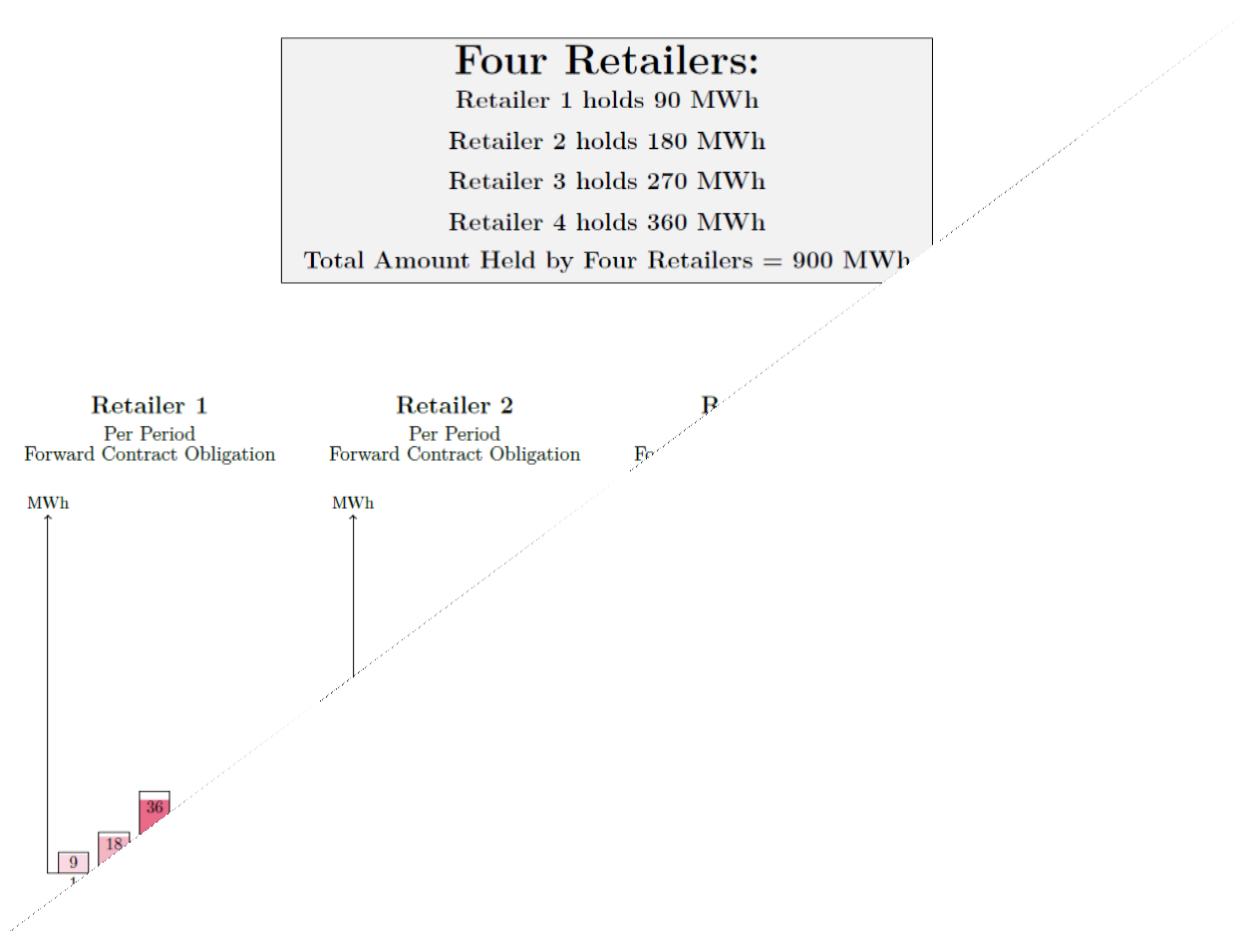 Four Retailers:
Retailer 1 holds 90 MWh
Retailer 2 holds 180 MWh
Retailer 3 holds 270 MWh
Retailer 4 holds 360 MWh
Total Amount Held by Four Retailers = 900 MWh
Retailer 1
Per Period
Forward Contract Obligation
MWh
36
18
9
1
Retailer 2
Per Period
Forward Contract Obligation
MWh